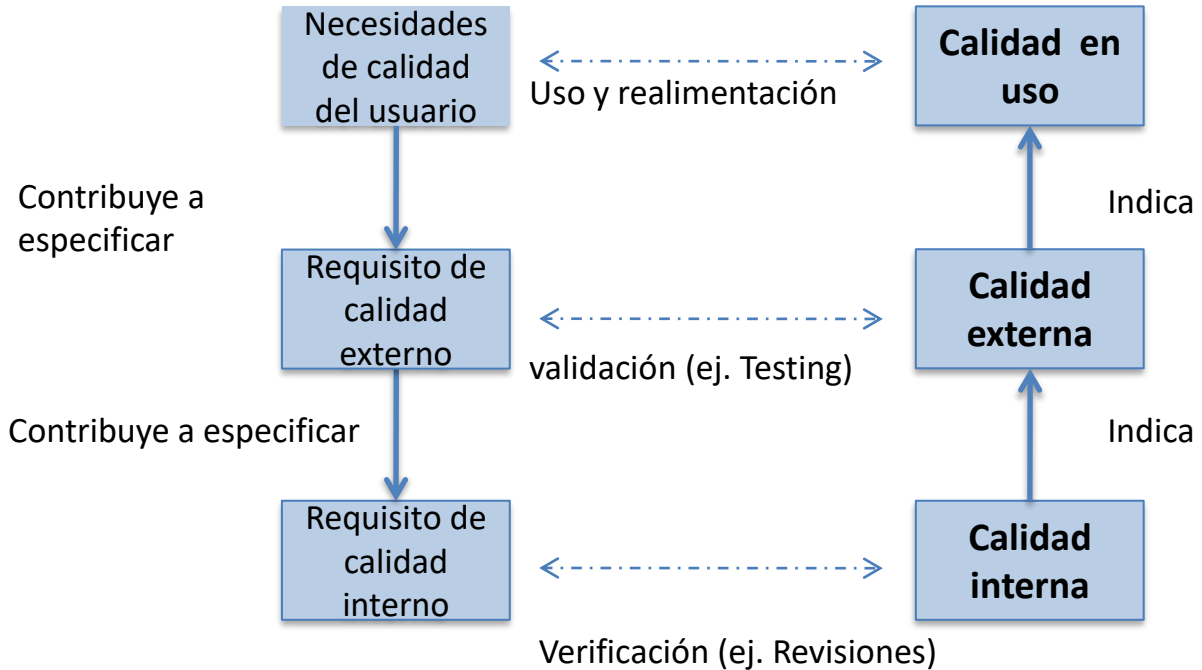 Necesidades
de calidad
del usuario
Uso y realimentación
Calidad en
uso
Contribuye a
especificar
Indica
Requisito de
calidad
externo
validación (ej. Testing)
Calidad
externa
Contribuye a especificar
Indica
Requisito de
calidad
interno
Verificación (ej. Revisiones)
Calidad
interna